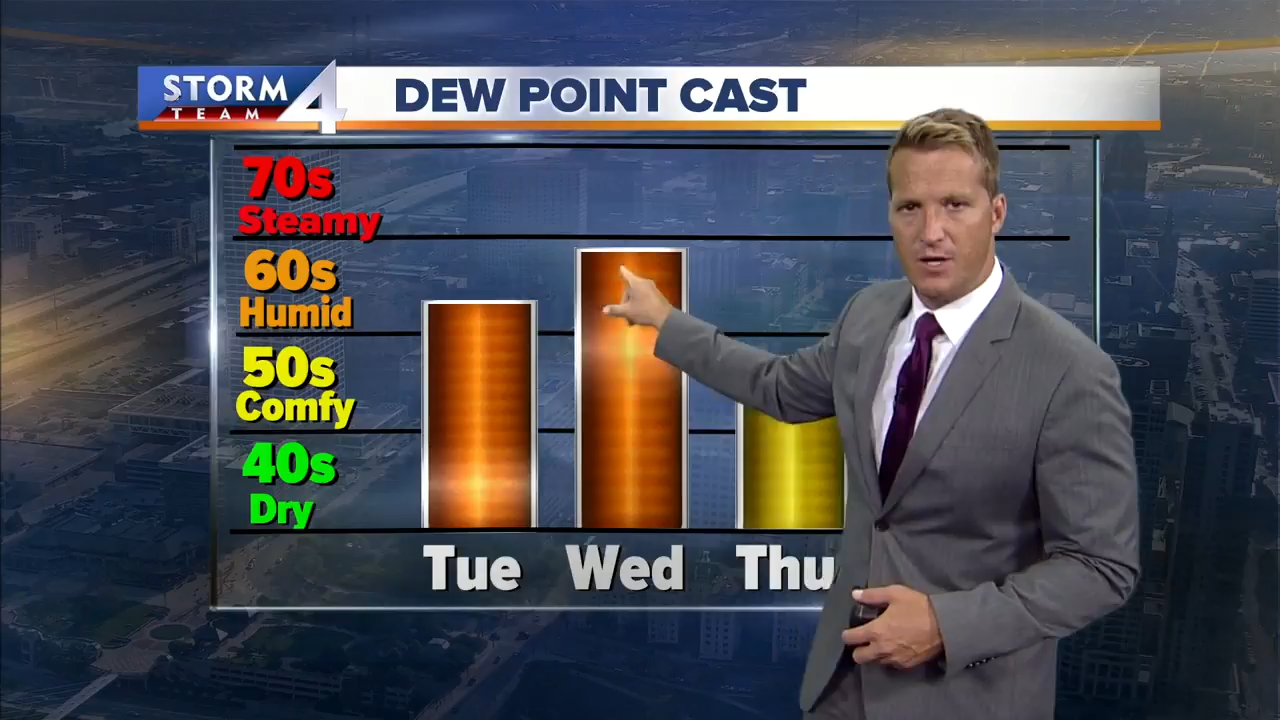 STORM
TEAM
4
DEW POINT CAST
70s
Steamy
60s
Humid
50s
Comfy
40s
Dry
Tue Wed Thu